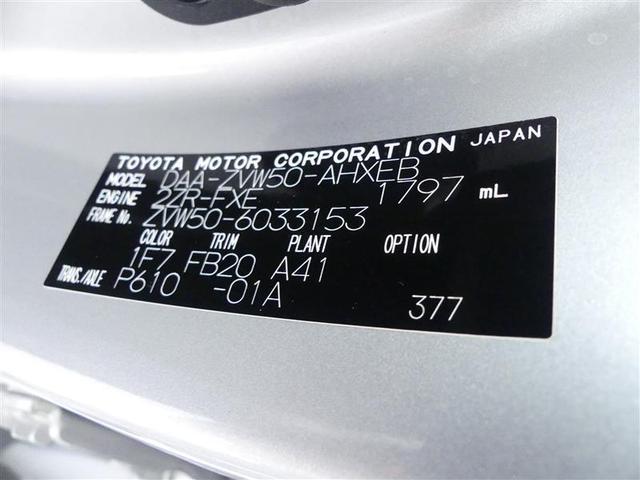 TOYOTA MOTOR CORPORATION JAPAN
MODEL DAA-ZVW50-AHXEB
ENGINE 2ZR-FXE 1797 mL
FRAME No. ZVW50-6033153
COLOR TRIM PLANT OPTION
1F7 FB20 A41
TRANS./AXLE P610 -01A 377